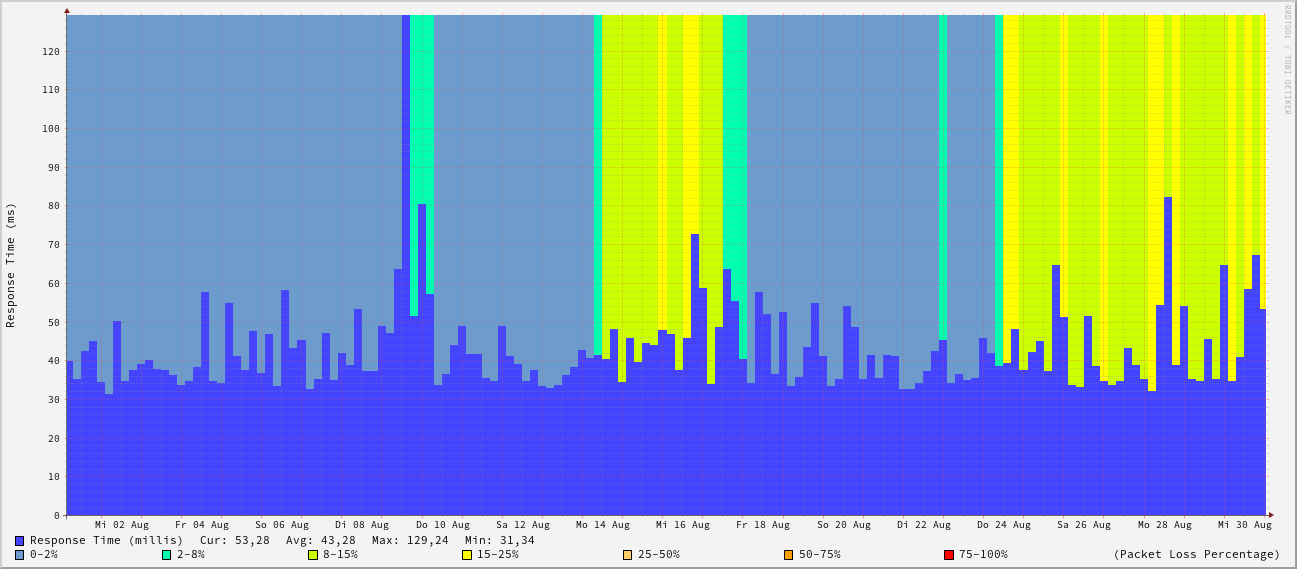 RRDTOOL / TOBI OETIKER
Response Time (ms)
120
110
100
90
80
70
60
50
40
30
20
10
0
Mi 02 Aug Fr 04 Aug So 06 Aug Di 08 Aug Do 10 Aug Sa 12 Aug Mo 14 Aug Mi 16 Aug Fr 18 Aug So 20 Aug Di 22 Aug Do 24 Aug Sa 26 Aug Mo 28 Aug Mi 30 Aug
Response Time (millis) Cur: 53,28 Avg: 43,28 Max: 129,24 Min: 31,34
0-2% 2-8% 8-15% 15-25% 25-50% 50-75% 75-100% (Packet Loss Percentage)